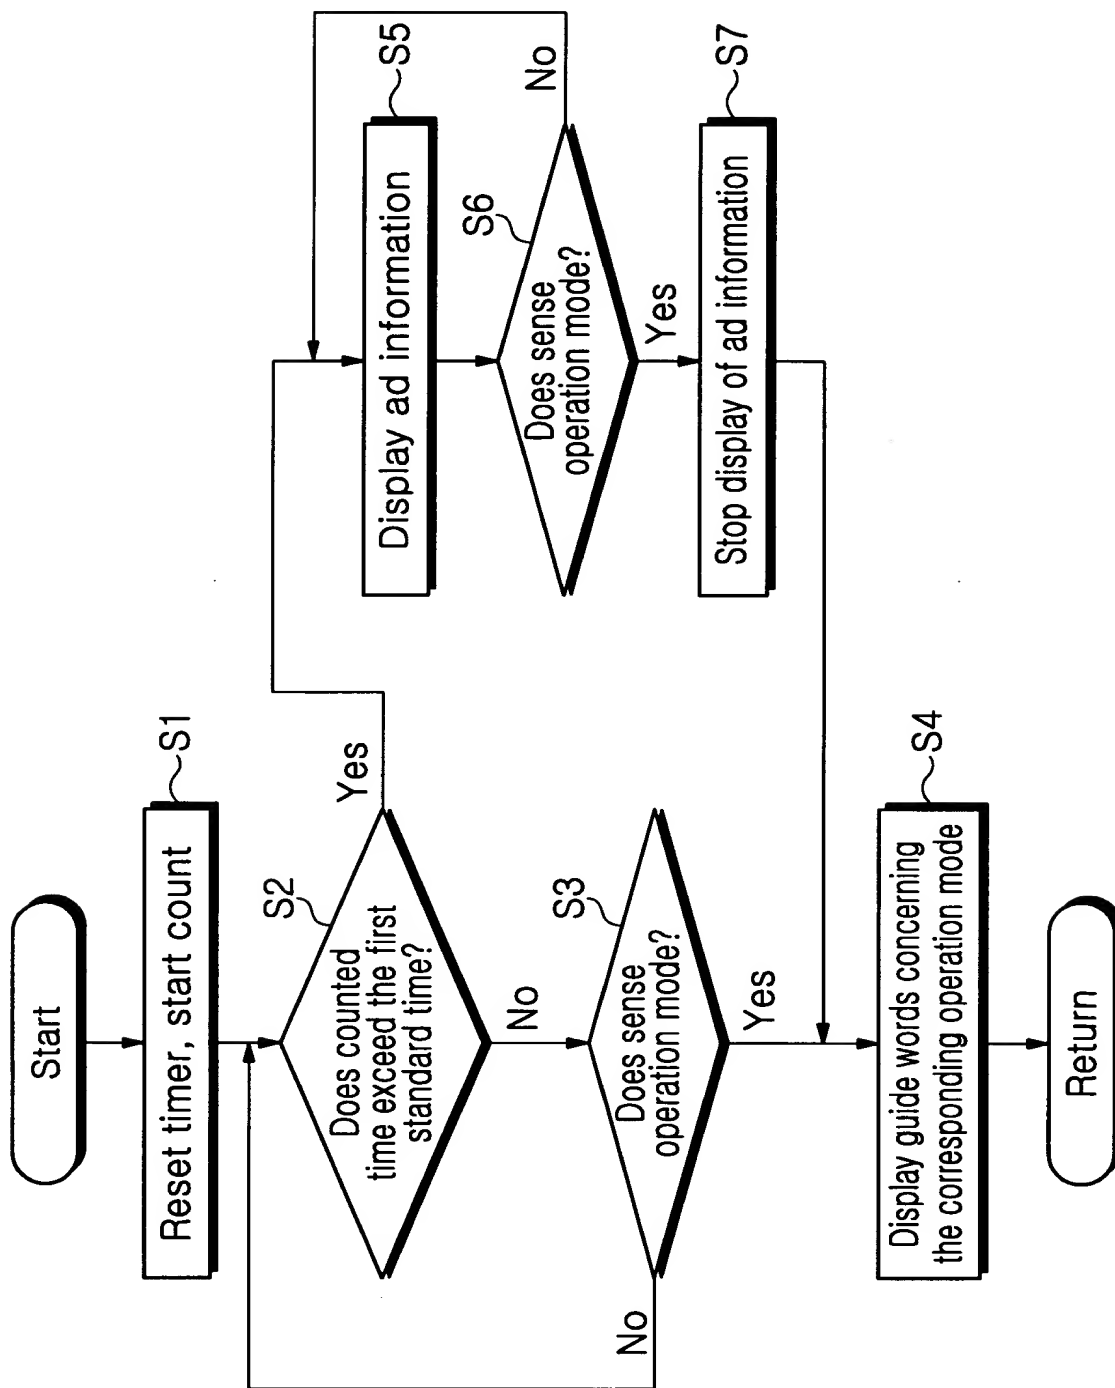 Start
Reset timer, start count
S1
S2
Does counted
time exceed the first
standard time?
Yes
No
S3
Does sense
operation mode?
No
Yes
Display guide words concerning
the corresponding operation mode
S4
Return
Display ad information
S5
S6
Does sense
operation mode?
No
Yes
Stop display of ad information
S7